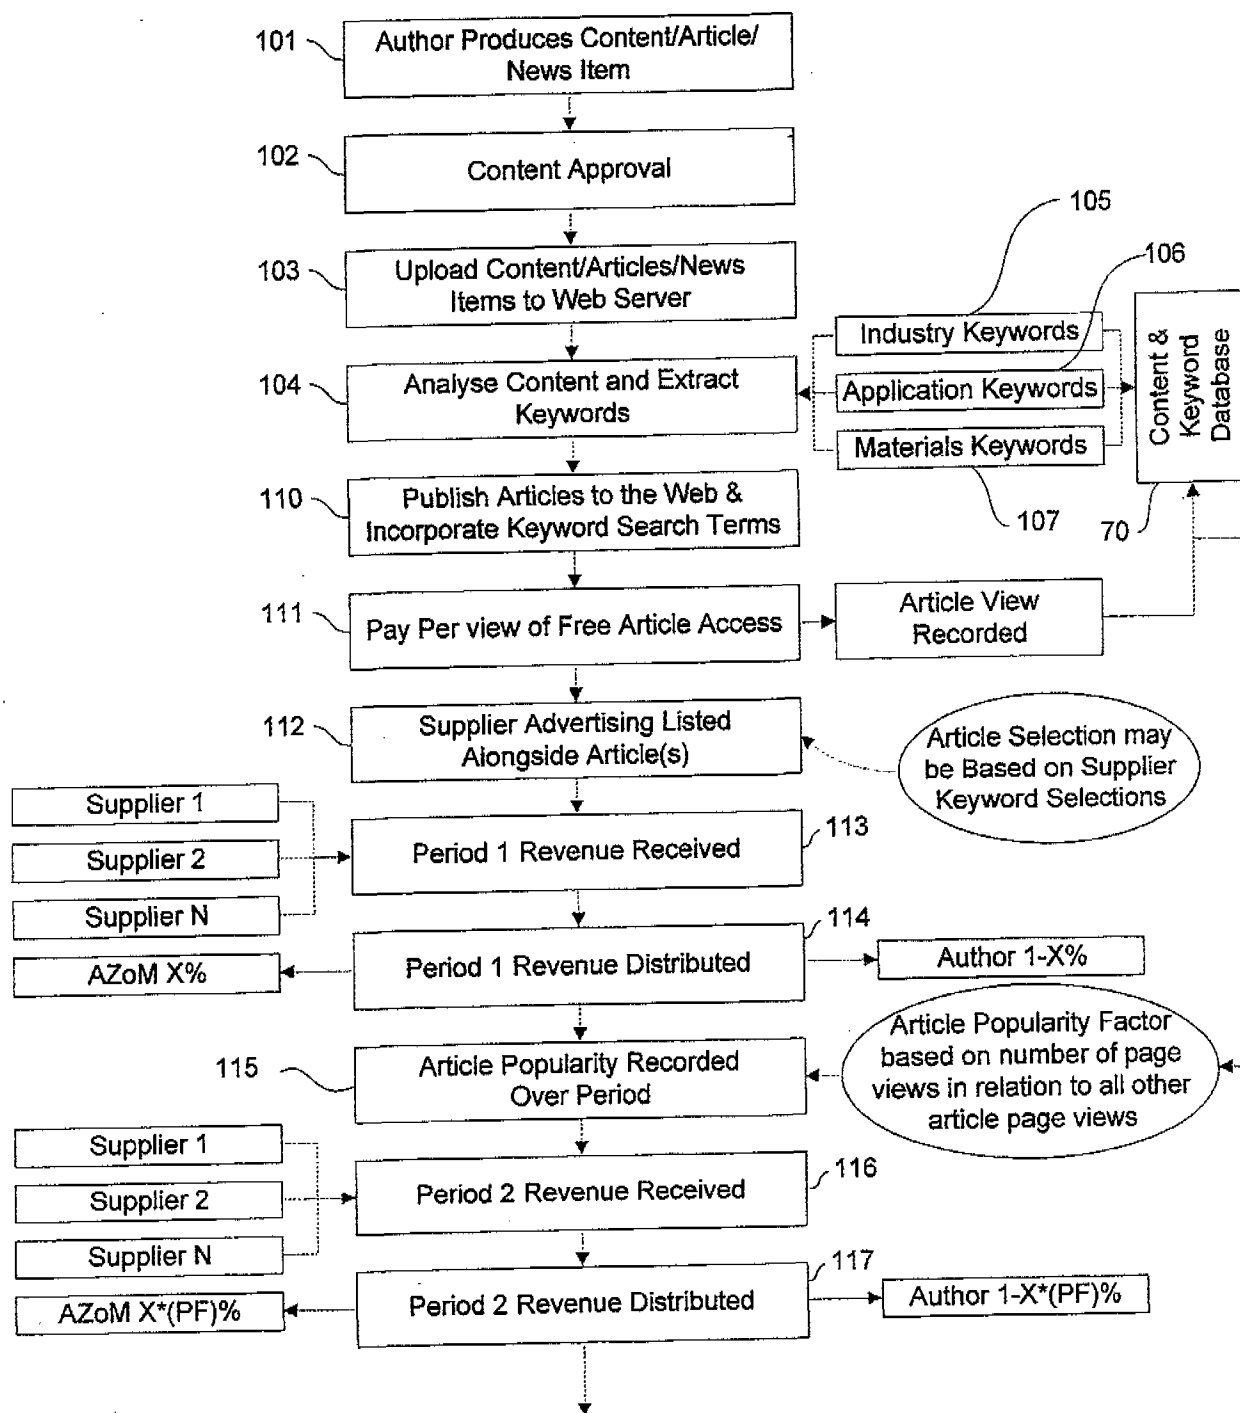 101
Author Produces Content/Article/
News Item
102
Content Approval
103
Upload Content/Articles/News
Items to Web Server
104
Analyse Content and Extract
Keywords
105
106
Industry Keywords
Application Keywords
Materials Keywords
107
Content &
Keyword
Database
70
110
Publish Articles to the Web &
Incorporate Keyword Search Terms
111
Pay Per view of Free Article Access
Article View
Recorded
112
Supplier Advertising Listed
Alongside Article(s)
Article Selection may
be Based on Supplier
Keyword Selections
Supplier 1
Supplier 2
Supplier N
113
Period 1 Revenue Received
114
AZoM X%
Period 1 Revenue Distributed
Author 1-X%
115
Article Popularity Recorded
Over Period
Article Popularity Factor
based on number of page
views in relation to all other
article page views
Supplier 1
Supplier 2
Supplier N
116
Period 2 Revenue Received
117
AZoM X*(PF)%
Period 2 Revenue Distributed
Author 1-X*(PF)%